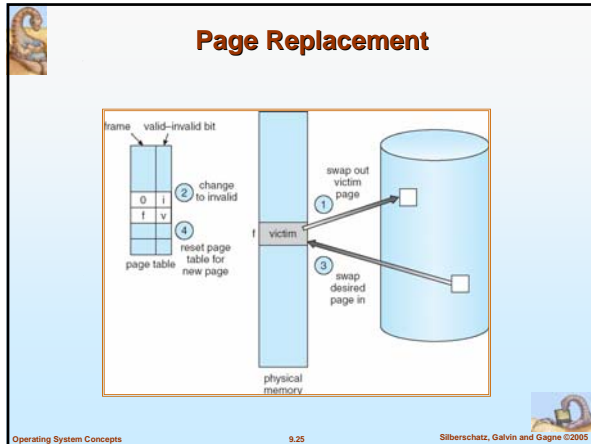 Page Replacement
frame
valid–invalid bit
0 i
f v
page table
2
change
to invalid
4
reset page
table for
new page
f
victim
physical
memory
1
swap out
victim
page
3
swap
desired
page in
Operating System Concepts
9.25
Silberschatz, Galvin and Gagne ©2005